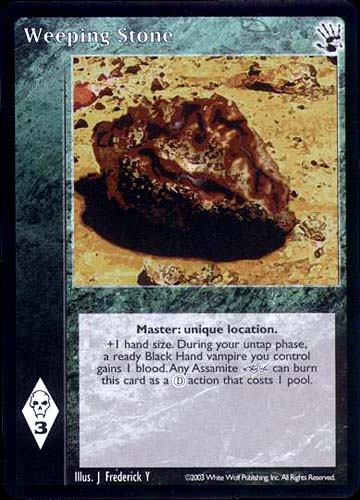 Weeping Stone
Master: unique location.
+1 hand size. During your untap phase,
a ready Black Hand vampire you control
gains 1 blood. Any Assamite can burn
this card as a D action that costs 1 pool.
3
Illus. J Frederick Y
©2003 White Wolf Publishing, Inc. All Rights Reserved.